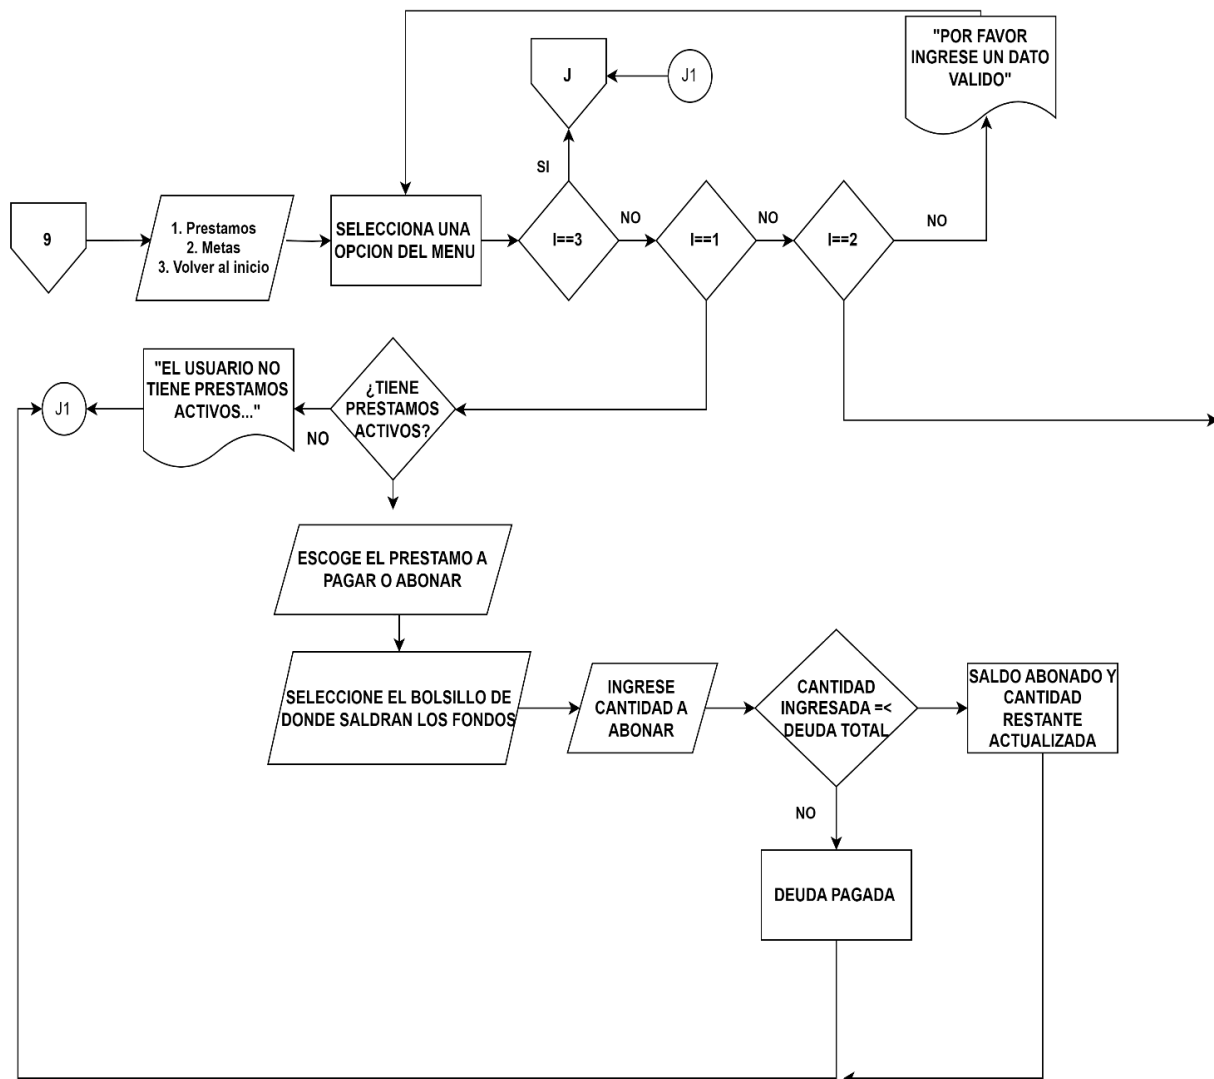 "POR FAVOR
INGRESE UN DATO
VALIDO"
J
J1
SI
9
1. Prestamos
2. Metas
3. Volver al inicio
SELECCIONA UNA
OPCION DEL MENU
I==3
NO
I==1
NO
I==2
NO
J1
"EL USUARIO NO
TIENE PRESTAMOS
ACTIVOS..."
NO
¿TIENE
PRESTAMOS
ACTIVOS?
ESCOGE EL PRESTAMO A
PAGAR O ABONAR
SELECCIONE EL BOLSILLO DE
DONDE SALDRAN LOS FONDOS
INGRESE
CANTIDAD A
ABONAR
CANTIDAD
INGRESADA =<
DEUDA TOTAL
SALDO ABONADO Y
CANTIDAD
RESTANTE
ACTUALIZADA
NO
DEUDA PAGADA